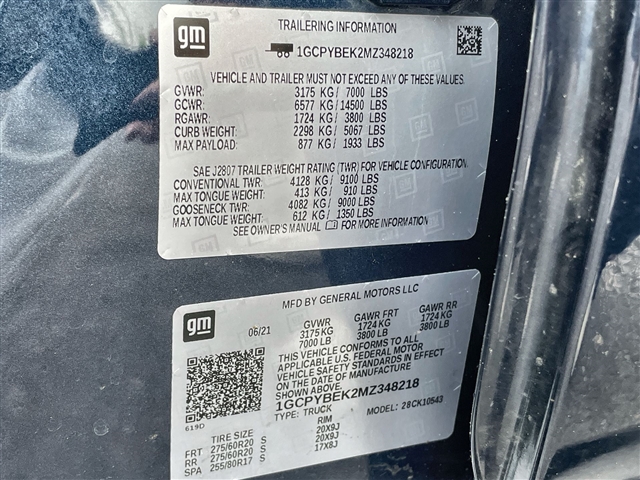 gm
TRAILERING INFORMATION
1GCPYBEK2MZ348218
VEHICLE AND TRAILER MUST NOT EXCEED ANY OF THESE VALUES
GVWR: 3175 KG / 7000 LBS
GCWR: 6577 KG / 14500 LBS
RGAWR: 1724 KG / 3800 LBS
CURB WEIGHT: 2298 KG / 5067 LBS
MAX PAYLOAD: 877 KG / 1933 LBS
SAE J2807 TRAILER WEIGHT RATING (TWR) FOR VEHICLE CONFIGURATION.
CONVENTIONAL TWR: 4128 KG / 9100 LBS
MAX TONGUE WEIGHT: 413 KG / 910 LBS
GOOSENECK TWR: 4082 KG / 9000 LBS
MAX TONGUE WEIGHT: 612 KG / 1350 LBS
SEE OWNER'S MANUAL FOR MORE INFORMATION
gm
MFD BY GENERAL MOTORS LLC
06/21 GVWR GAWR FRT GAWR RR
3175 KG 1724 KG 1724 KG
7000 LB 3800 LB 3800 LB
THIS VEHICLE CONFORMS TO ALL
APPLICABLE U.S. FEDERAL MOTOR
VEHICLE SAFETY STANDARDS IN EFFECT
ON THE DATE OF MANUFACTURE
SHOWN ABOVE.
1GCPYBEK2MZ348218
TYPE: TRUCK MODEL: 28CK10543
619D
TIRE SIZE RIM
FRT 275/60R20 S 20X9J
RR 275/60R20 S 20X9J
SPA 255/80R17 S 17X8J